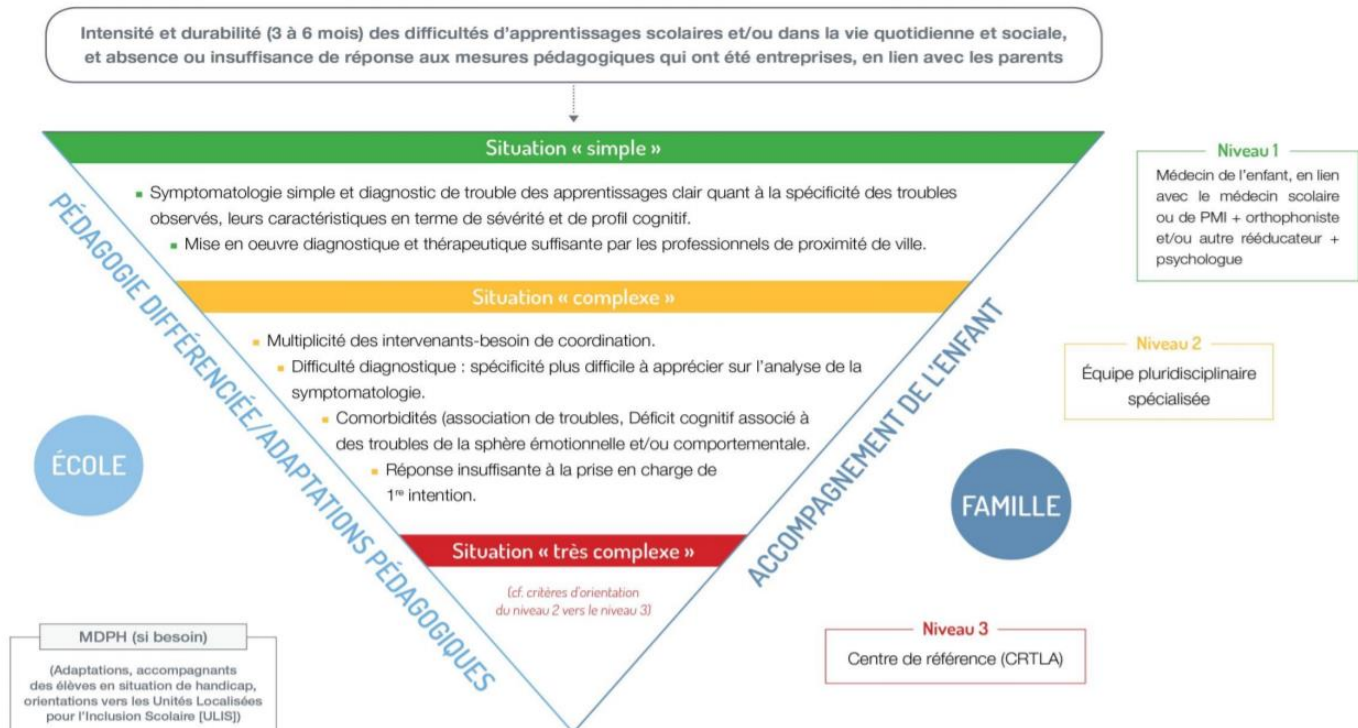 Intensité et durabilité (3 à 6 mois) des difficultés d'apprentissages scolaires et/ou dans la vie quotidienne et sociale,
et absence ou insuffisance de réponse aux mesures pédagogiques qui ont été entreprises, en lien avec les parents
Situation « simple »
▪ Symptomatologie simple et diagnostic de trouble des apprentissages clair quant à la spécificité des troubles
observés, leurs caractéristiques en terme de sévérité et de profil cognitif.
▪ Mise en oeuvre diagnostique et thérapeutique suffisante par les professionnels de proximité de ville.
Niveau 1
Médecin de l'enfant, en lien
avec le médecin scolaire
ou de PMI + orthophoniste
et/ou autre rééducateur +
psychologue
Situation « complexe »
▪ Multiplicité des intervenants-besoin de coordination.
▪ Difficulté diagnostique : spécificité plus difficile à apprécier sur l'analyse de la
symptomatologie.
▪ Comorbidités (association de troubles, Déficit cognitif associé à
des troubles de la sphère émotionnelle et/ou comportementale.
▪ Réponse insuffisante à la prise en charge de
1re intention.
Niveau 2
Équipe pluridisciplinaire
spécialisée
PÉDAGOGIE DIFFÉRENCIÉE/ADAPTATIONS PÉDAGOGIQUES
ACCOMPAGNEMENT DE L'ENFANT
ÉCOLE
FAMILLE
Situation « très complexe »
(cf. critères d'orientation
du niveau 2 vers le niveau 3)
MDPH (si besoin)
(Adaptations, accompagnants
des élèves en situation de handicap,
orientations vers les Unités Localisées
pour l'Inclusion Scolaire [ULIS])
Niveau 3
Centre de référence (CRTLA)